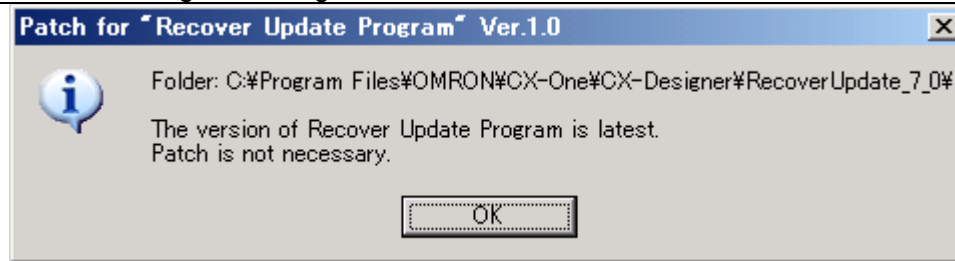 Patch for “Recover Update Program” Ver.1.0
Folder: C:¥Program Files¥OMRON¥CX-One¥CX-Designer¥RecoverUpdate_7_0¥
The version of Recover Update Program is latest.
Patch is not necessary.
OK